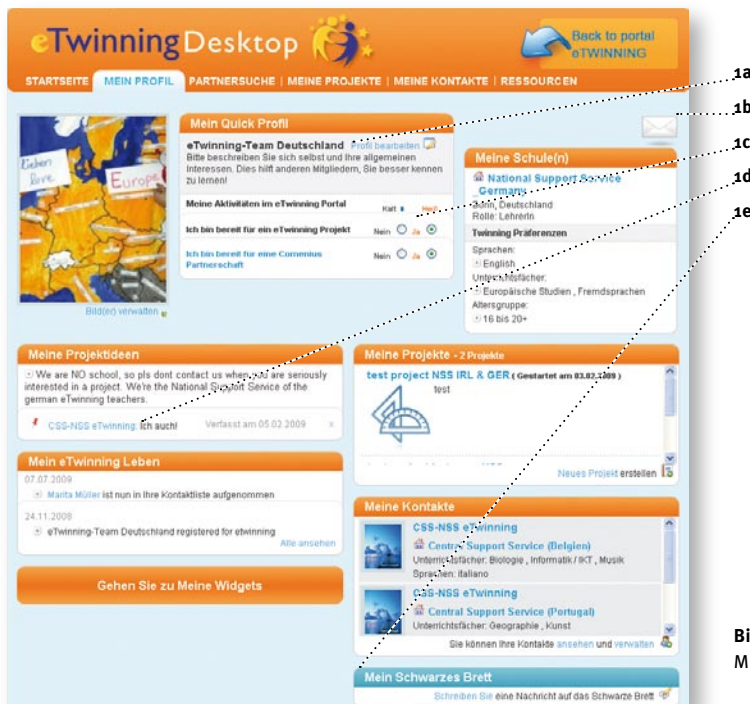 eTwinning Desktop
Back to portal
eTWINNING
STARTSEITE MEIN PROFIL PARTNERSUCHE | MEINE PROJEKTE | MEINE KONTAKTE | RESSOURCEN
1a
1b
1c
1d
1e
Lieben
love
Europe
Bild(er) verwalten
Mein Quick Profil
eTwinning-Team Deutschland Profil bearbeiten
Bitte beschreiben Sie sich selbst und Ihre allgemeinen
Interessen. Dies hilft anderen Mitgliedern, Sie besser kennen
zu lernen!
Meine Aktivitäten im eTwinning Portal Kalt Heiß
Ich bin bereit für ein eTwinning Projekt Nein Ja
Ich bin bereit für eine Comenius
Partnerschaft Nein Ja
Meine Schule(n)
National Support Service
_Germany
Bonn, Deutschland
Rolle: LehrerIn
Twinning Präferenzen
Sprachen:
English
Unterrichtsfächer:
Europäische Studien , Fremdsprachen
Altersgruppe:
16 bis 20+
Meine Projektideen
We are NO school, so pls dont contact us when you are seriously
interested in a project. We're the National Support Service of the
german eTwinning teachers.
CSS-NSS eTwinning: Ich auch! Verfasst am 05.02.2009 x
Mein eTwinning Leben
07.07.2009
Marita Müller ist nun in Ihre Kontaktliste aufgenommen
24.11.2008
eTwinning-Team Deutschland registered for etwinning
Alle ansehen
Gehen Sie zu Meine Widgets
Meine Projekte - 2 Projekte
test project NSS IRL & GER ( Gestartet am 03.02.2009 )
test
Neues Projekt erstellen
Meine Kontakte
CSS-NSS eTwinning
Central Support Service (Belgien)
Unterrichtsfächer: Biologie , Informatik / IKT , Musik
Sprachen: italiano
CSS-NSS eTwinning
Central Support Service (Portugal)
Unterrichtsfächer: Geographie , Kunst
Sie können Ihre Kontakte ansehen und verwalten
Mein Schwarzes Brett
Schreiben Sie eine Nachricht auf das Schwarze Brett
Bi
M